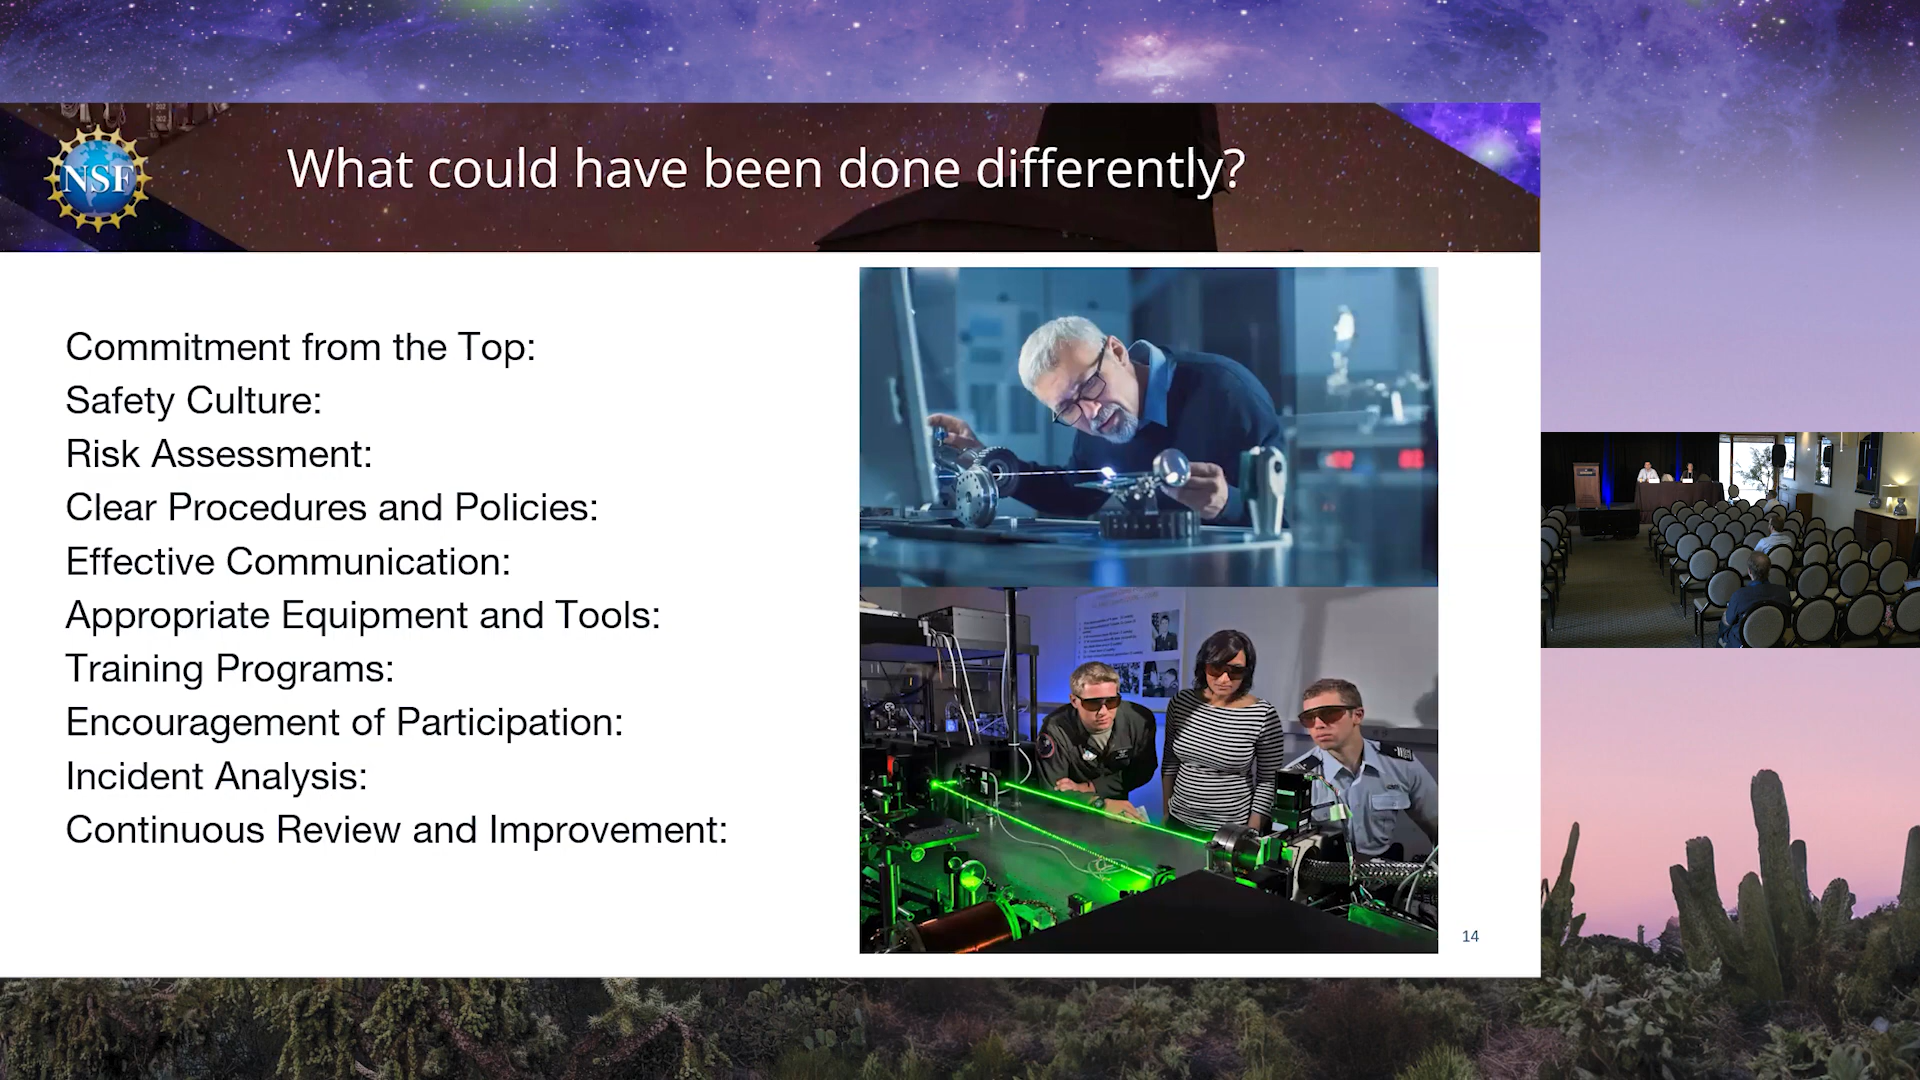 NSF
What could have been done differently?
Commitment from the Top:
Safety Culture:
Risk Assessment:
Clear Procedures and Policies:
Effective Communication:
Appropriate Equipment and Tools:
Training Programs:
Encouragement of Participation:
Incident Analysis:
Continuous Review and Improvement:
14